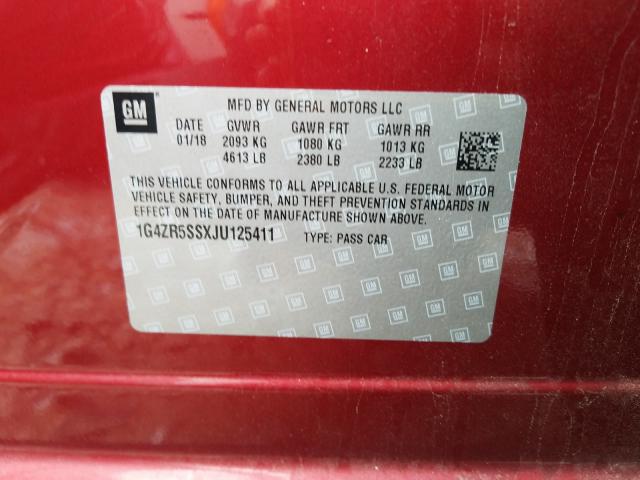 GM
MFD BY GENERAL MOTORS LLC
DATE GVWR GAWR FRT GAWR RR
01/18 2093 KG 1080 KG 1013 KG
4613 LB 2380 LB 2233 LB
THIS VEHICLE CONFORMS TO ALL APPLICABLE U.S. FEDERAL MOTOR
VEHICLE SAFETY, BUMPER, AND THEFT PREVENTION STANDARDS
IN EFFECT ON THE DATE OF MANUFACTURE SHOWN ABOVE.
1G4ZR5SSXJU125411 TYPE: PASS CAR